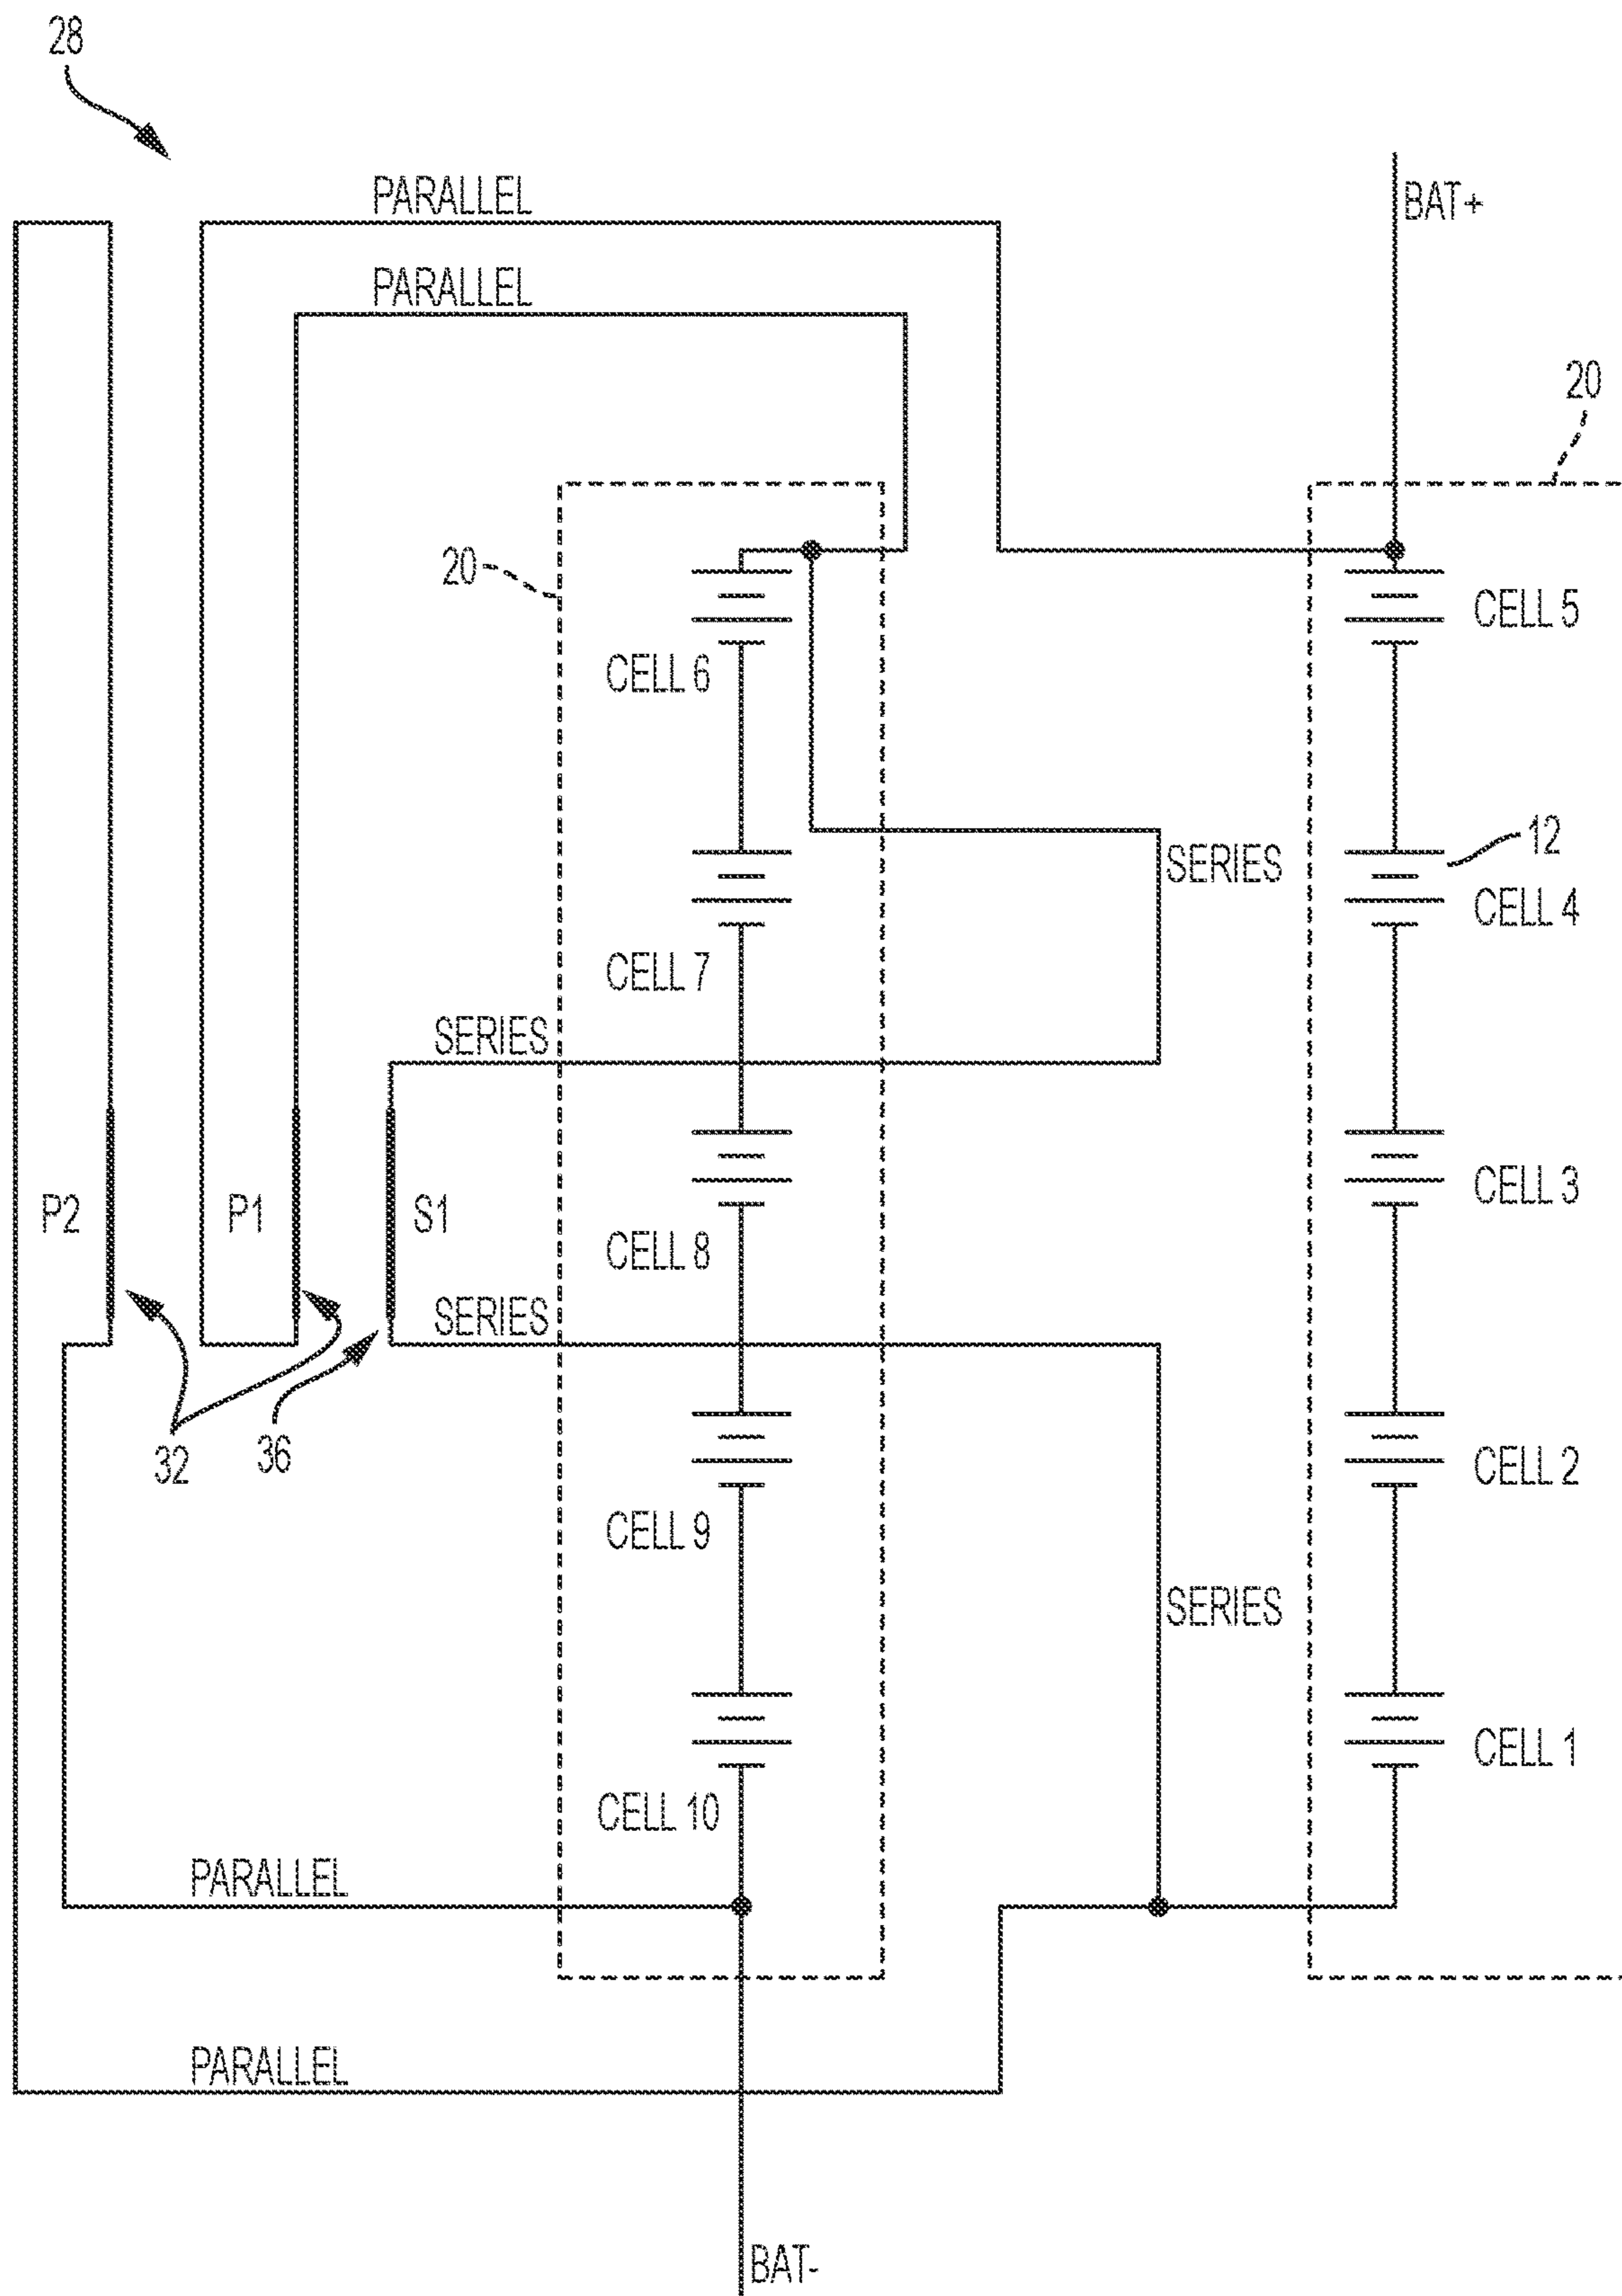 28
PARALLEL
BAT+
PARALLEL
20
20
CELL 5
CELL 6
12
SERIES
CELL 4
CELL 7
SERIES
P2
P1
S1
CELL 3
CELL 8
SERIES
32
36
CELL 2
CELL 9
SERIES
CELL 1
CELL 10
PARALLEL
PARALLEL
BAT-